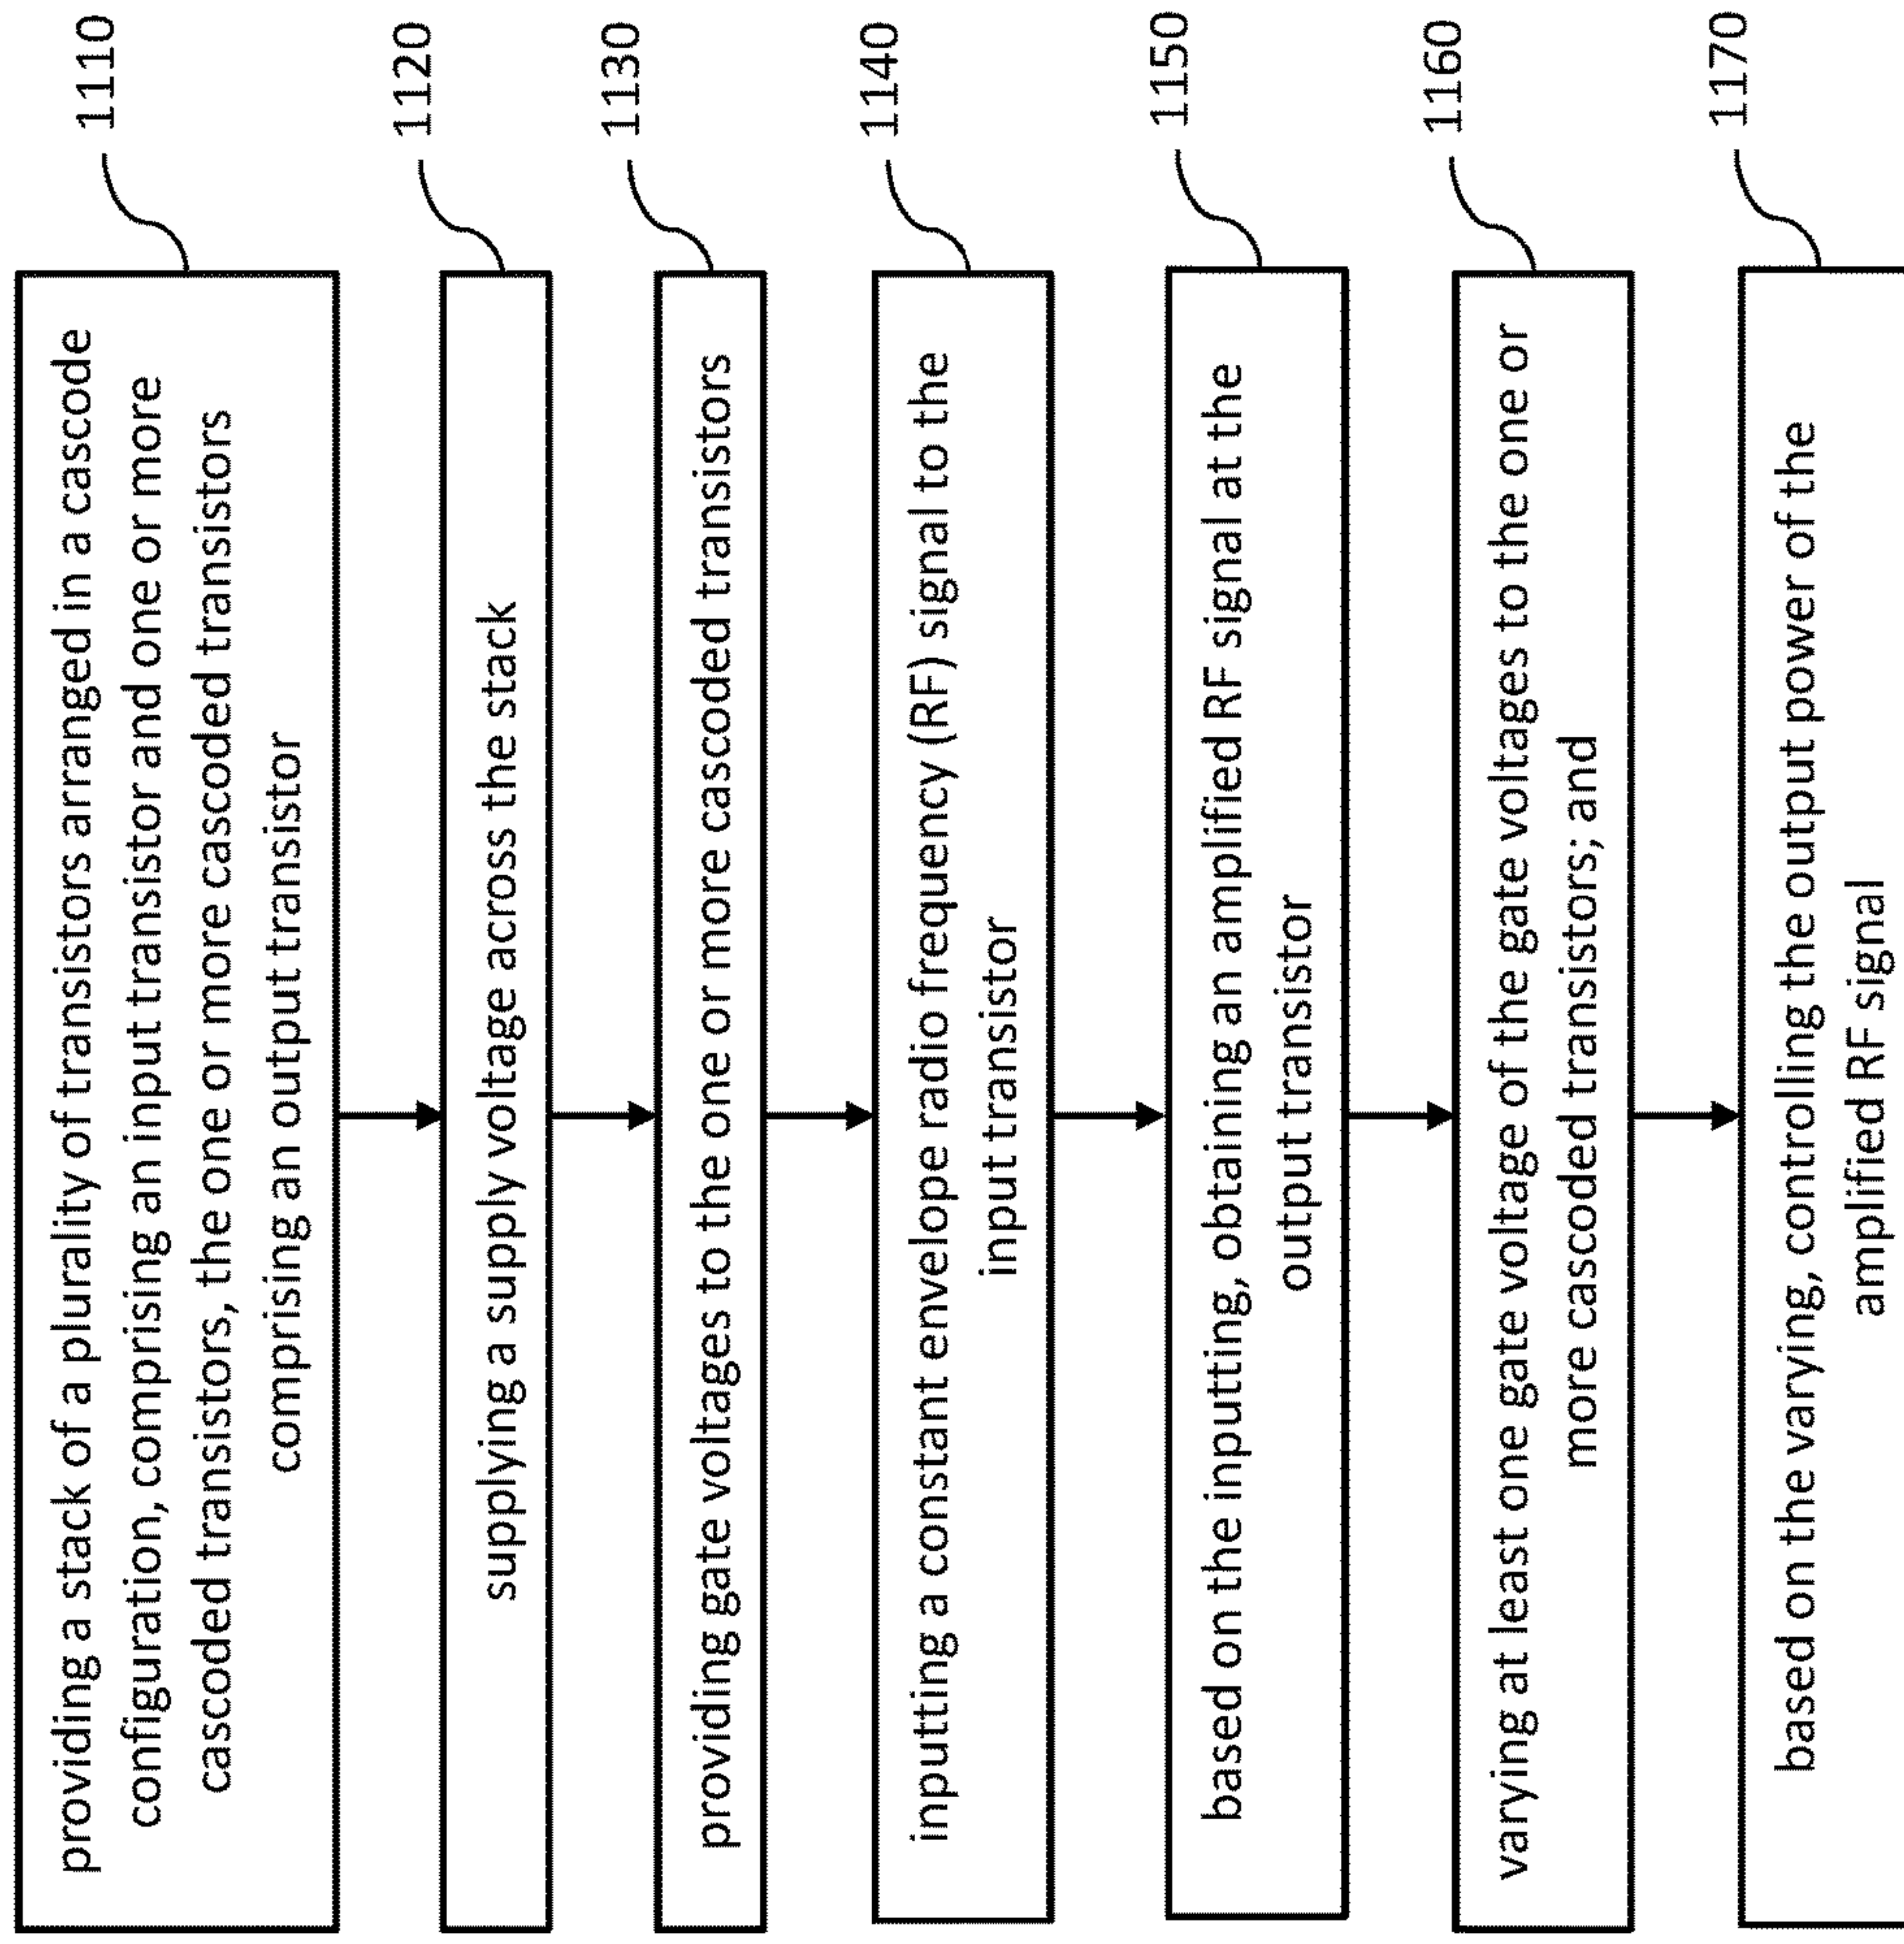 providing a stack of a plurality of transistors arranged in a cascode
configuration, comprising an input transistor and one or more
cascoded transistors, the one or more cascoded transistors
comprising an output transistor
1110
supplying a supply voltage across the stack
1120
providing gate voltages to the one or more cascoded transistors
1130
inputting a constant envelope radio frequency (RF) signal to the
input transistor
1140
based on the inputting, obtaining an amplified RF signal at the
output transistor
1150
varying at least one gate voltage of the gate voltages to the one or
more cascoded transistors; and
1160
based on the varying, controlling the output power of the
amplified RF signal
1170